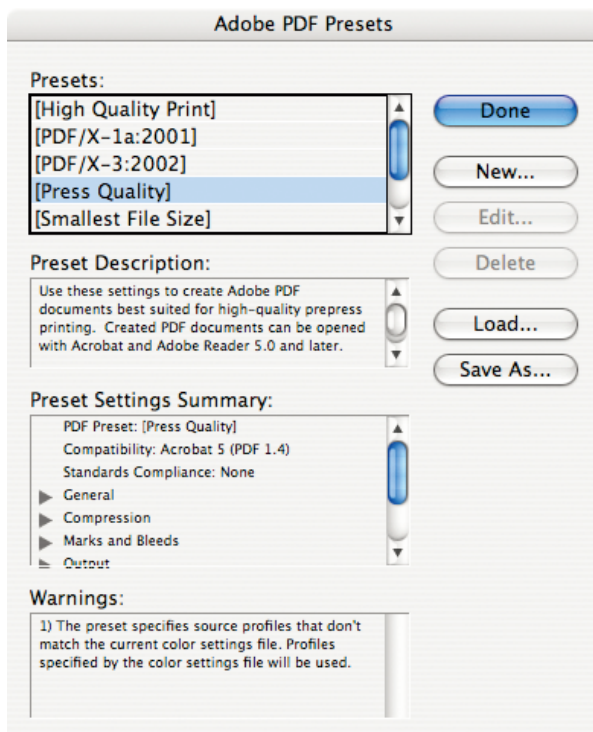 Adobe PDF Presets
Presets:
[High Quality Print]
[PDF/X-1a:2001]
[PDF/X-3:2002]
[Press Quality]
[Smallest File Size]
Done
New...
Edit...
Delete
Load...
Save As...
Preset Description:
Use these settings to create Adobe PDF
documents best suited for high-quality prepress
printing. Created PDF documents can be opened
with Acrobat and Adobe Reader 5.0 and later.
Preset Settings Summary:
PDF Preset: [Press Quality]
Compatibility: Acrobat 5 (PDF 1.4)
Standards Compliance: None
General
Compression
Marks and Bleeds
Output
Warnings:
1) The preset specifies source profiles that don't
match the current color settings file. Profiles
specified by the color settings file will be used.